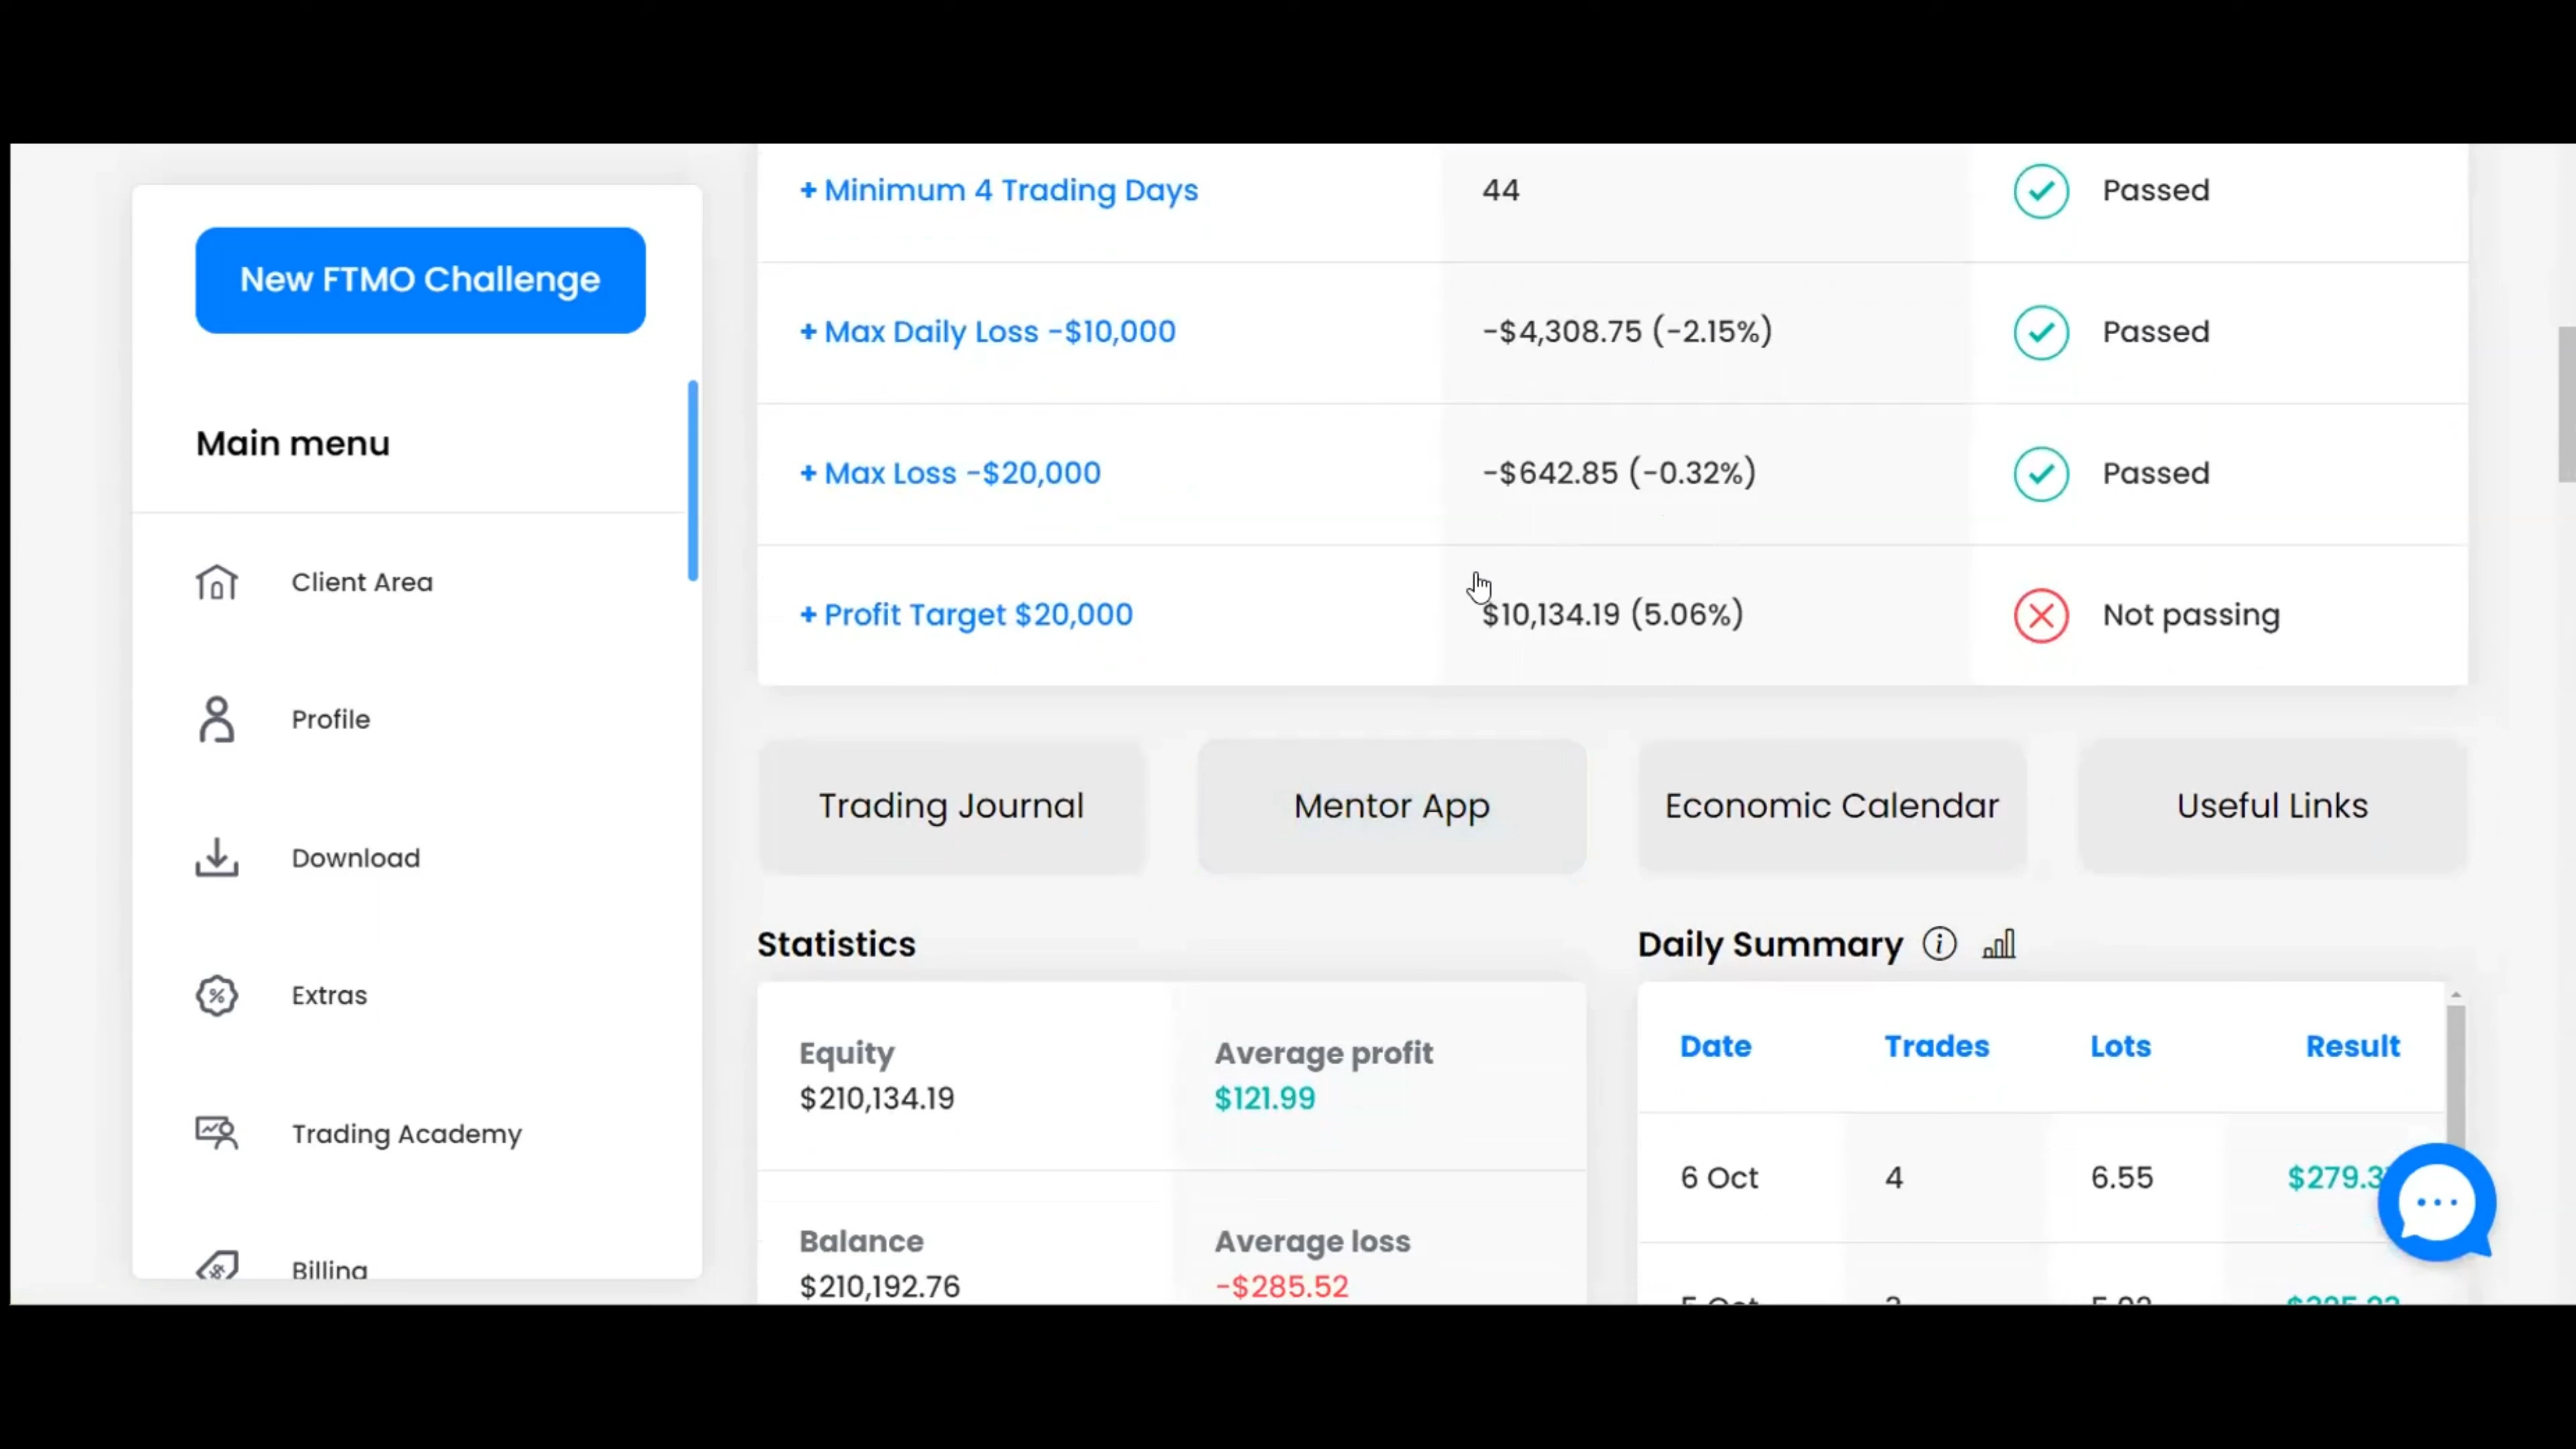 New FTMO Challenge
Main menu
Client Area
Profile
Download
Extras
Trading Academy
Billing
+ Minimum 4 Trading Days 44 Passed
+ Max Daily Loss -$10,000 -$4,308.75 (-2.15%) Passed
+ Max Loss -$20,000 -$642.85 (-0.32%) Passed
+ Profit Target $20,000 $10,134.19 (5.06%) Not passing
Trading Journal Mentor App Economic Calendar Useful Links
Statistics
Equity Average profit
$210,134.19 $121.99
Balance Average loss
$210,192.76 -$285.52
Daily Summary
Date Trades Lots Result
6 Oct 4 6.55